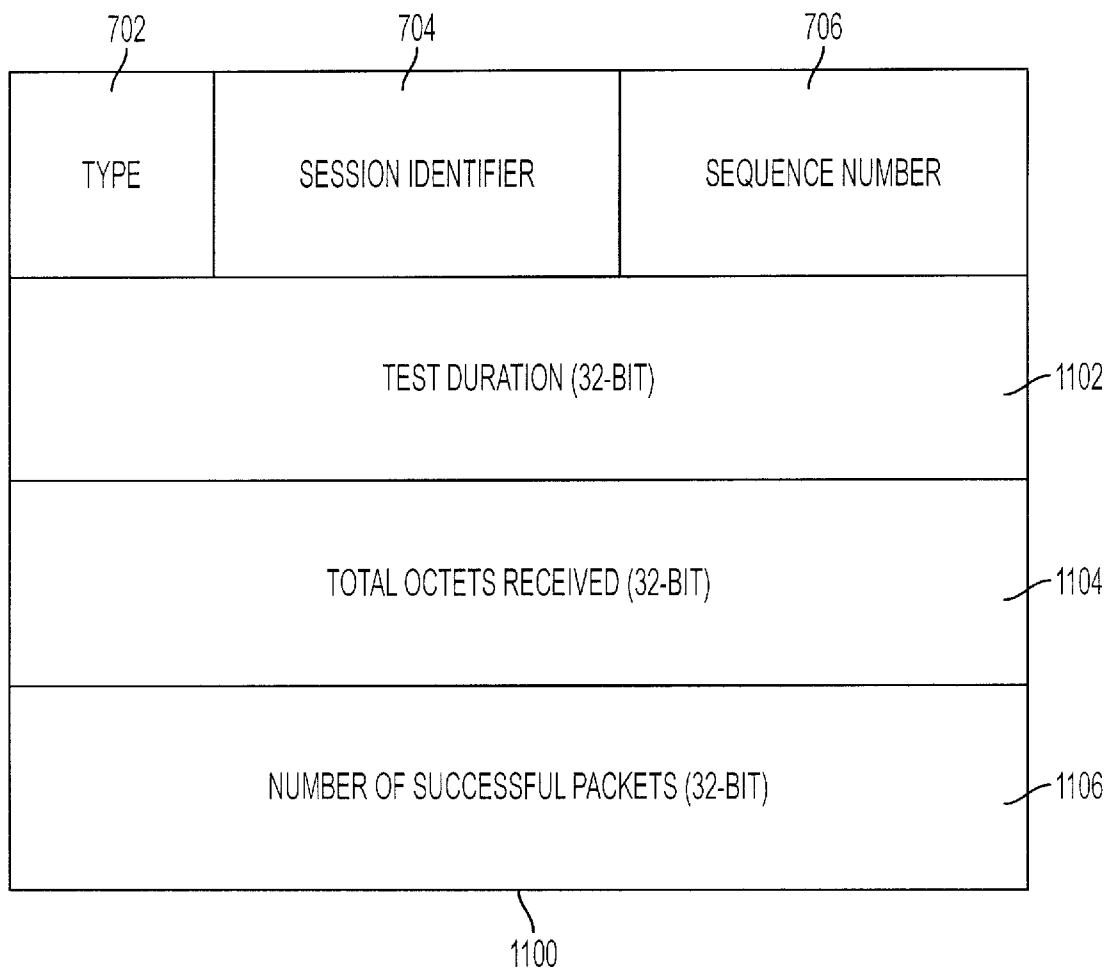 702 704 706
TYPE SESSION IDENTIFIER SEQUENCE NUMBER
TEST DURATION (32-BIT) 1102
TOTAL OCTETS RECEIVED (32-BIT) 1104
NUMBER OF SUCCESSFUL PACKETS (32-BIT) 1106
1100